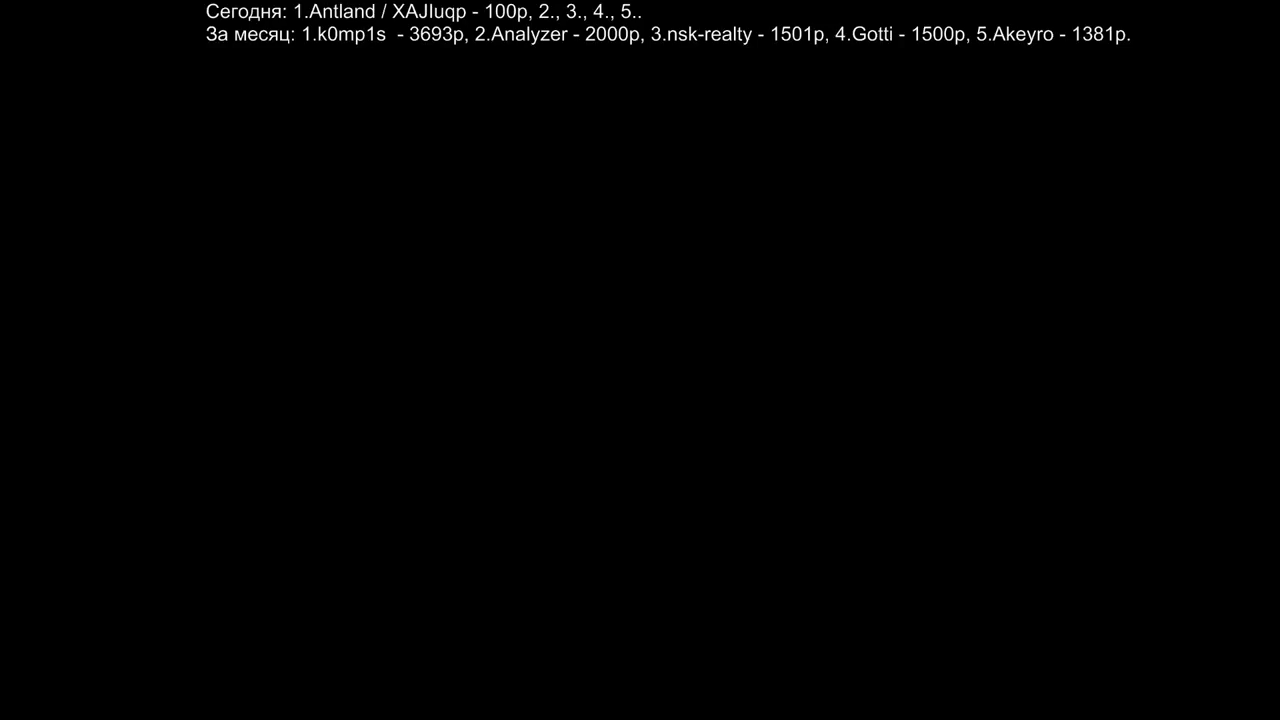 Сегодня: 1.Antland / XAJIuqp - 100р, 2., 3., 4., 5..
За месяц: 1.k0mp1s  - 3693р, 2.Analyzer - 2000р, 3.nsk-realty - 1501р, 4.Gotti - 1500р, 5.Akeyro - 1381р.